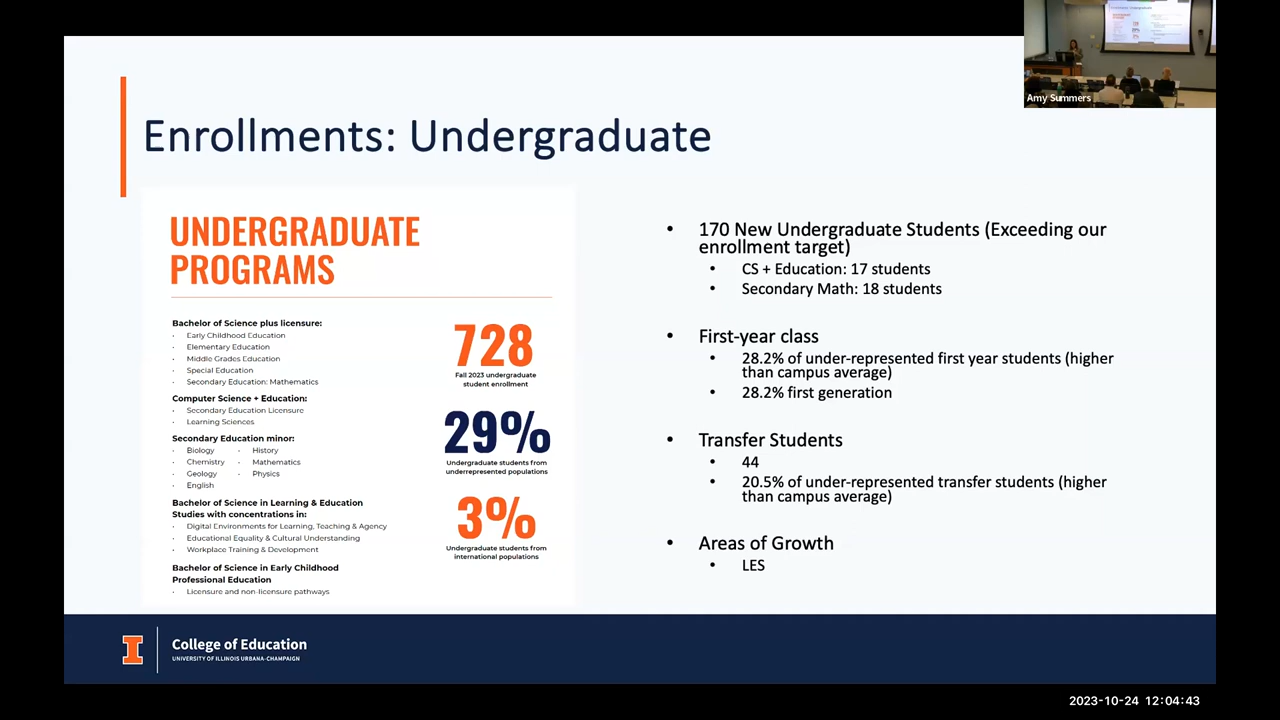 Amy Summers
Enrollments: Undergraduate
UNDERGRADUATE
PROGRAMS
Bachelor of Science plus licensure:
· Early Childhood Education
· Elementary Education
· Middle Grades Education
· Special Education
· Secondary Education: Mathematics
Computer Science + Education:
· Secondary Education Licensure
· Learning Sciences
Secondary Education minor:
· Biology · History
· Chemistry · Mathematics
· Geology · Physics
· English
Bachelor of Science in Learning & Education
Studies with concentrations in:
· Digital Environments for Learning, Teaching & Agency
· Educational Equality & Cultural Understanding
· Workplace Training & Development
Bachelor of Science in Early Childhood
Professional Education
· Licensure and non-licensure pathways
728
Fall 2023 undergraduate
student enrollment
29%
Undergraduate students from
underrepresented populations
3%
Undergraduate students from
international populations
• 170 New Undergraduate Students (Exceeding our
enrollment target)
• CS + Education: 17 students
• Secondary Math: 18 students
• First-year class
• 28.2% of under-represented first year students (higher
than campus average)
• 28.2% first generation
• Transfer Students
• 44
• 20.5% of under-represented transfer students (higher
than campus average)
• Areas of Growth
• LES
I
College of Education
UNIVERSITY OF ILLINOIS URBANA-CHAMPAIGN
2023-10-24 12:04:43